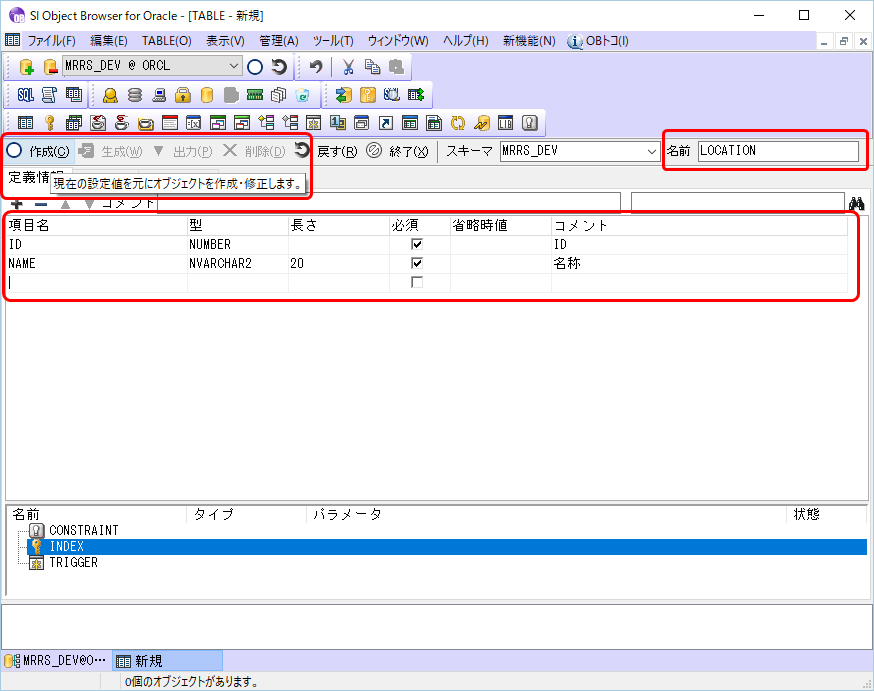 SI Object Browser for Oracle - [TABLE - 新規]
ファイル(F) 編集(E) TABLE(O) 表示(V) 管理(A) ツール(T) ウィンドウ(W) ヘルプ(H) 新機能(N) OBトコ(I)
MRRS_DEV @ ORCL
SQL
LIB
作成(C) 生成(W) 出力(P) 削除(D) 戻す(R) 終了(X) スキーマ MRRS_DEV 名前 LOCATION
定義情報
現在の設定値を元にオブジェクトを作成・修正します。
コメント
項目名 型 長さ 必須 省略時値 コメント
ID NUMBER ID
NAME NVARCHAR2 20 名称
名前 タイプ パラメータ 状態
CONSTRAINT
INDEX
TRIGGER
MRRS_DEV@O… 新規
0個のオブジェクトがあります。